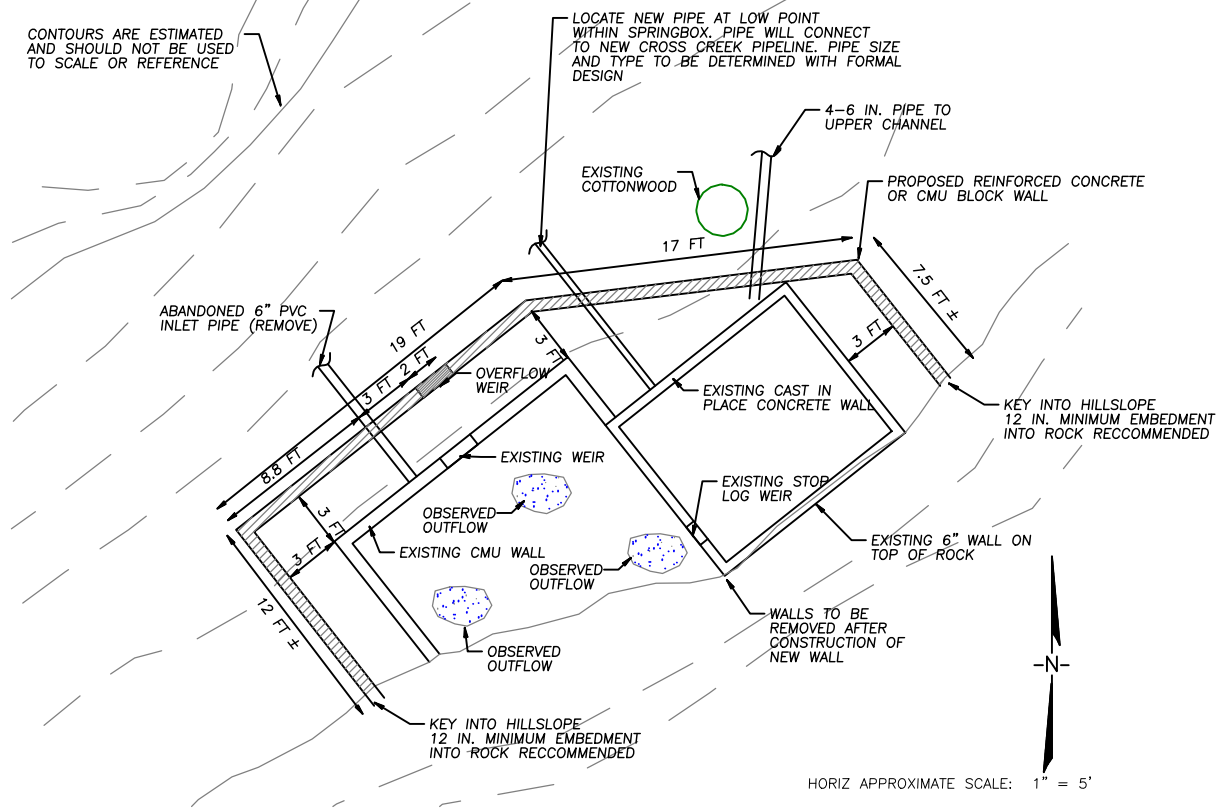 CONTOURS ARE ESTIMATED
AND SHOULD NOT BE USED
TO SCALE OR REFERENCE
LOCATE NEW PIPE AT LOW POINT
WITHIN SPRINGBOX. PIPE WILL CONNECT
TO NEW CROSS CREEK PIPELINE. PIPE SIZE
AND TYPE TO BE DETERMINED WITH FORMAL
DESIGN
4-6 IN. PIPE TO
UPPER CHANNEL
EXISTING
COTTONWOOD
PROPOSED REINFORCED CONCRETE
OR CMU BLOCK WALL
17 FT
7.5 FT ±
ABANDONED 6" PVC
INLET PIPE (REMOVE)
19 FT
2 FT
3 FT
3 FT
3 FT
OVERFLOW
WEIR
EXISTING CAST IN
PLACE CONCRETE WALL
KEY INTO HILLSLOPE
12 IN. MINIMUM EMBEDMENT
INTO ROCK RECCOMMENDED
8.8 FT
EXISTING WEIR
EXISTING STOP
LOG WEIR
OBSERVED
OUTFLOW
3 FT
3 FT
EXISTING CMU WALL
EXISTING 6" WALL ON
TOP OF ROCK
OBSERVED
OUTFLOW
12 FT ±
WALLS TO BE
REMOVED AFTER
CONSTRUCTION OF
NEW WALL
OBSERVED
OUTFLOW
-N-
KEY INTO HILLSLOPE
12 IN. MINIMUM EMBEDMENT
INTO ROCK RECCOMMENDED
HORIZ APPROXIMATE SCALE: 1" = 5'